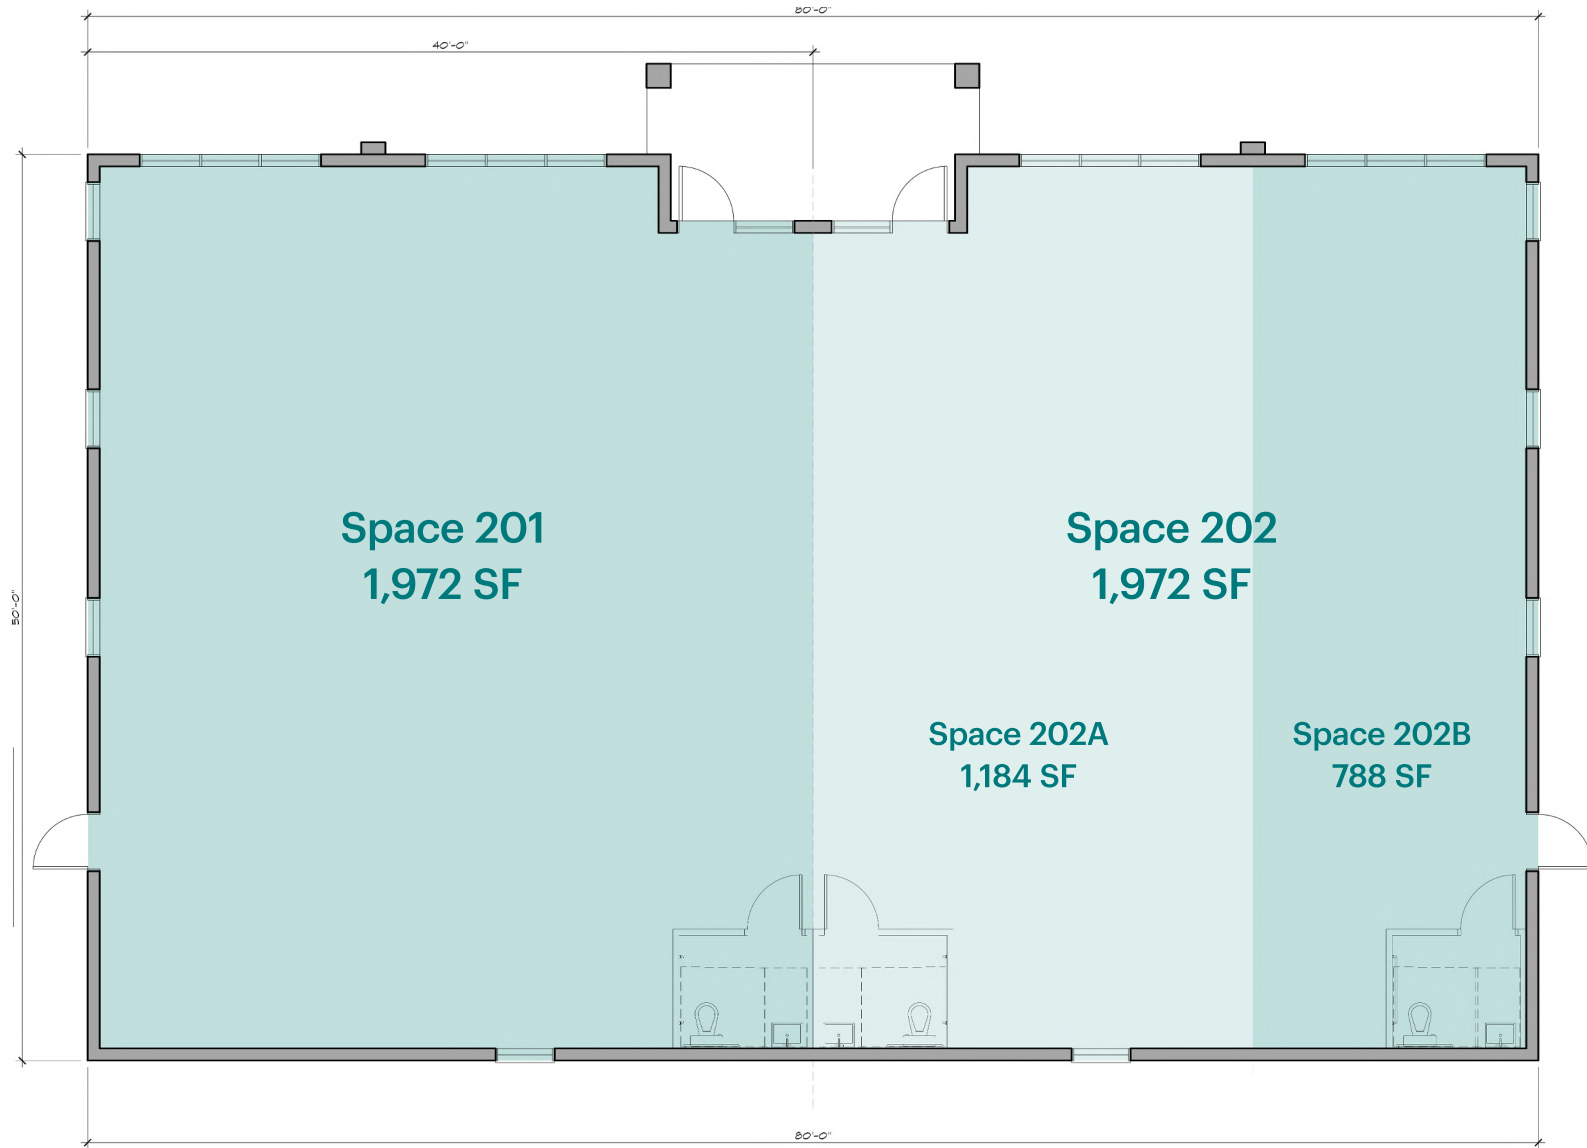 80'-0"
40'-0"
Space 201
1,972 SF
Space 202
1,972 SF
50'-0"
Space 202A
1,184 SF
Space 202B
788 SF
80'-0"